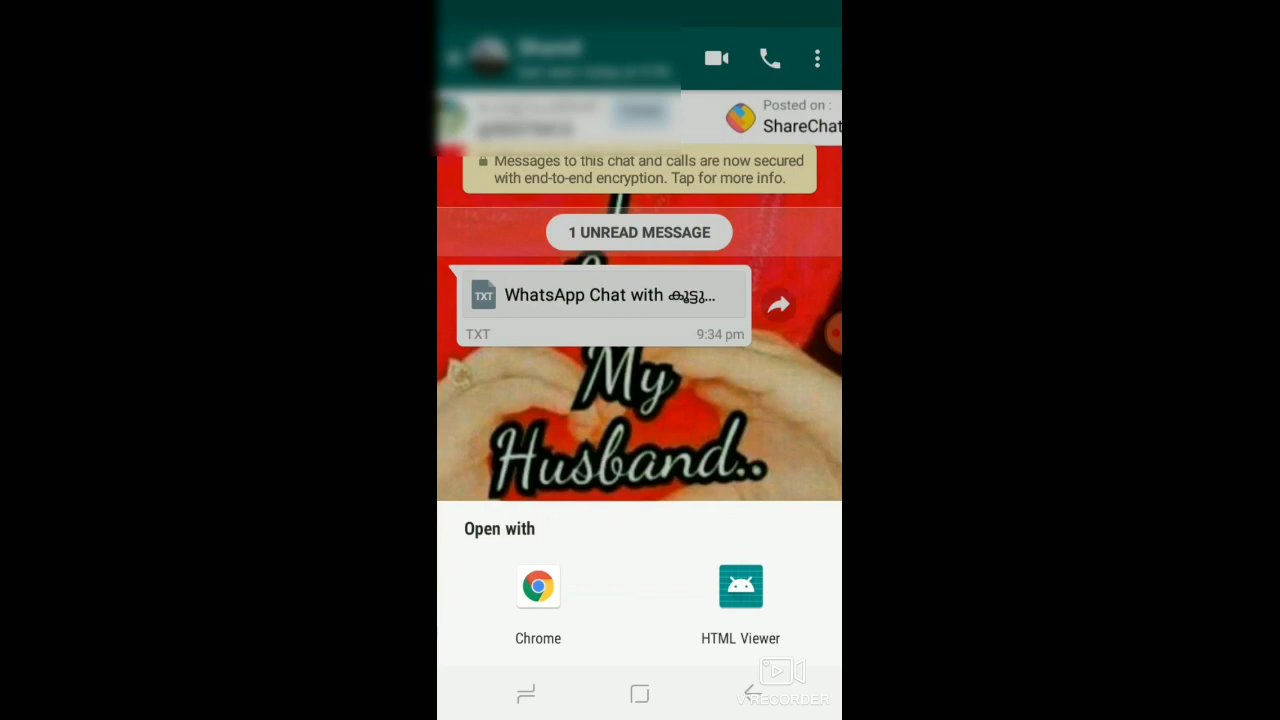 Posted on :
ShareChat
Messages to this chat and calls are now secured
with end-to-end encryption. Tap for more info.
1 UNREAD MESSAGE
TXT
WhatsApp Chat with കൂട്ടു...
TXT 9:34 pm
My
Husband..
Open with
Chrome HTML Viewer
V RECORDER